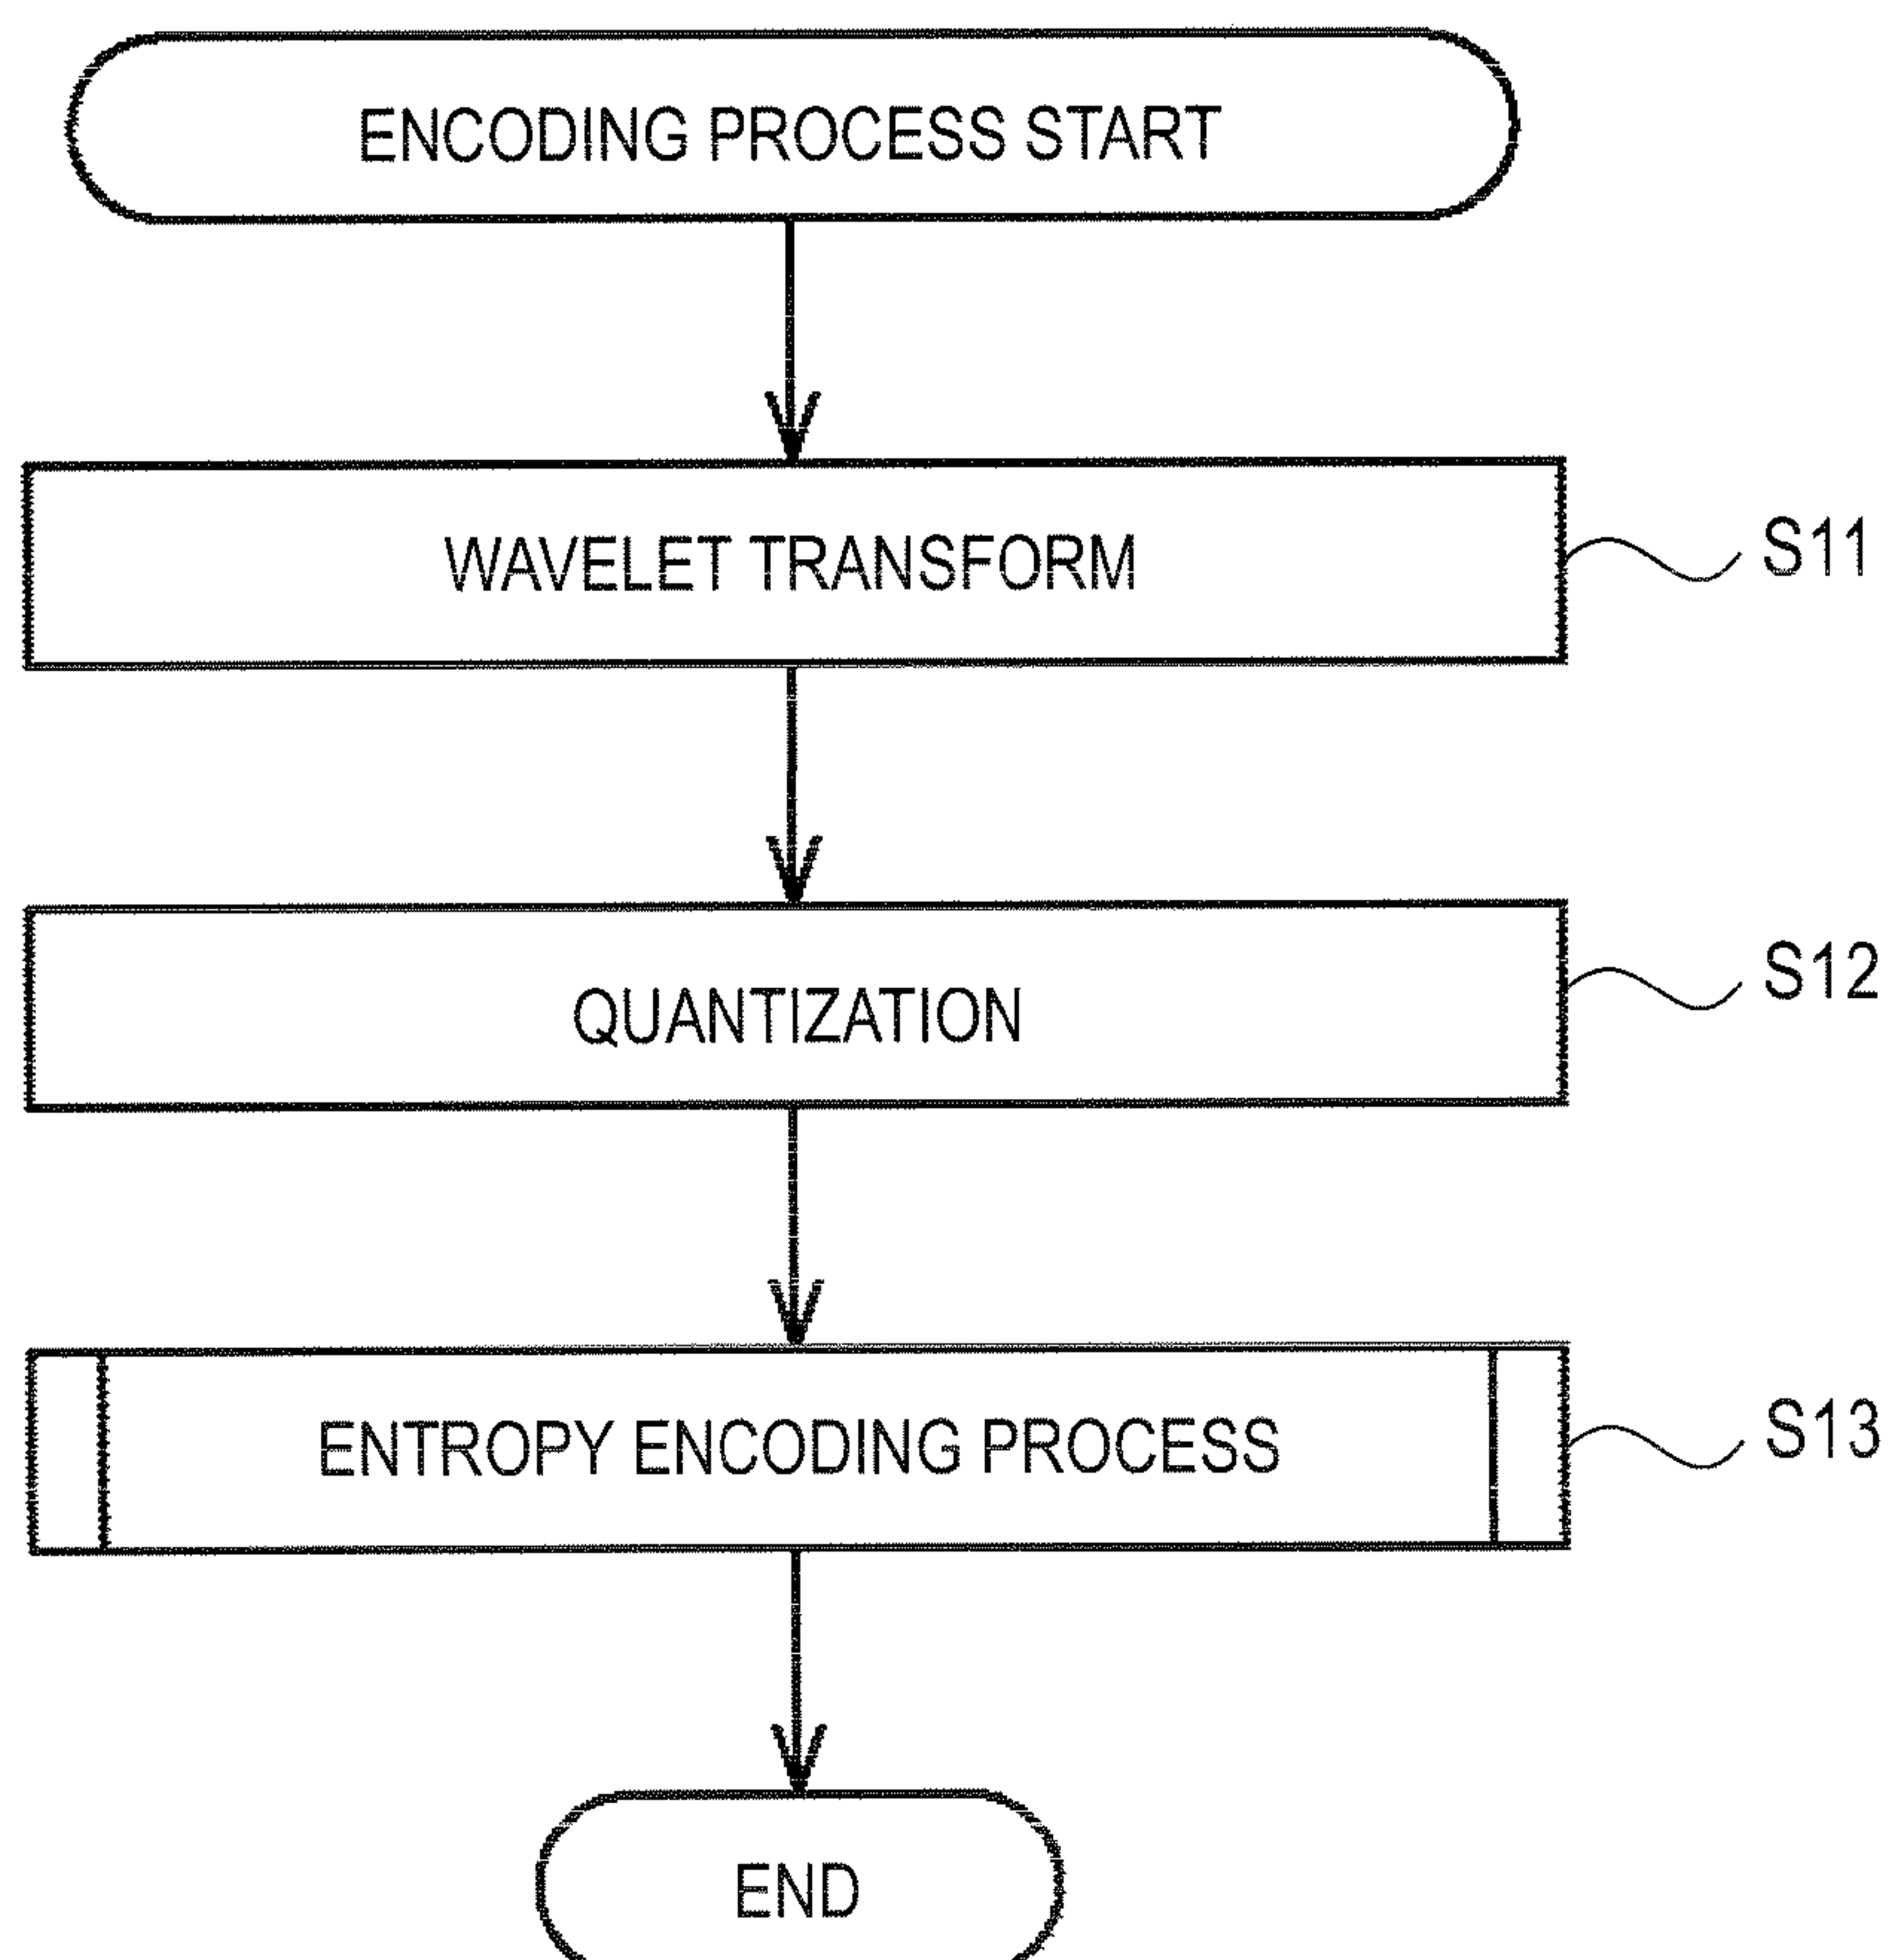 ENCODING PROCESS START
WAVELET TRANSFORM
S11
QUANTIZATION
S12
ENTROPY ENCODING PROCESS
S13
END